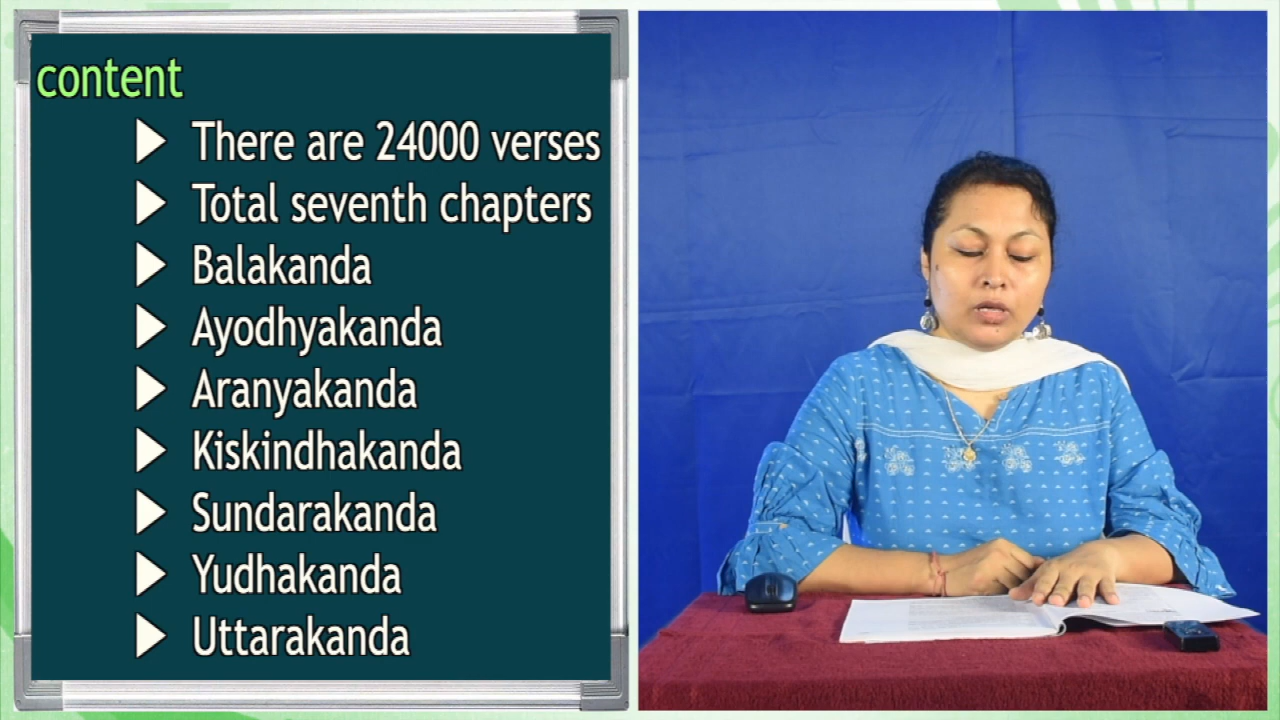 content
There are 24000 verses
Total seventh chapters
Balakanda
Ayodhyakanda
Aranyakanda
Kiskindhakanda
Sundarakanda
Yudhakanda
Uttarakanda